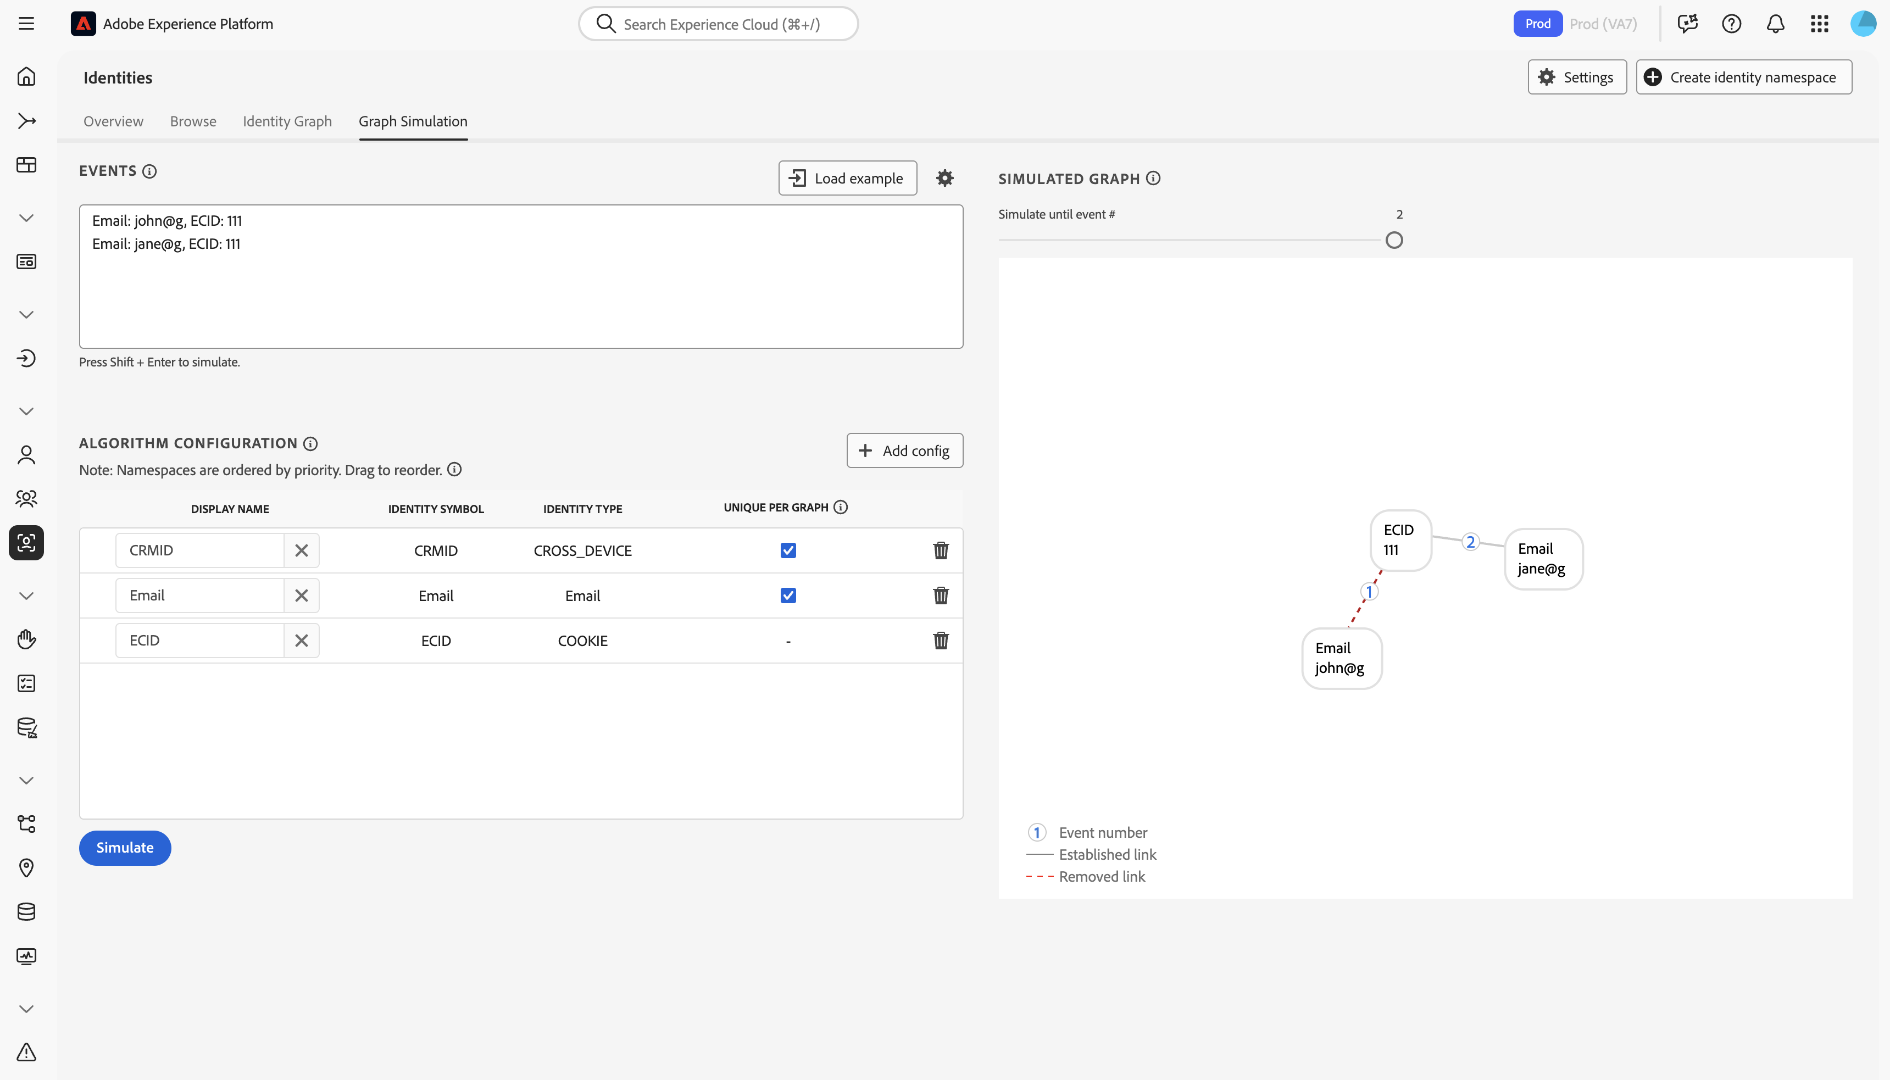 Adobe Experience Platform
Search Experience Cloud (⌘+/)
Prod
Prod (VA7)
Identities
Settings
Create identity namespace
Overview
Browse
Identity Graph
Graph Simulation
EVENTS
Load example
Email: john@g, ECID: 111
Email: jane@g, ECID: 111
Press Shift + Enter to simulate.
ALGORITHM CONFIGURATION
Note: Namespaces are ordered by priority. Drag to reorder.
Add config
DISPLAY NAME IDENTITY SYMBOL IDENTITY TYPE UNIQUE PER GRAPH
CRMID CRMID CROSS_DEVICE
Email Email Email
ECID ECID COOKIE -
Simulate
SIMULATED GRAPH
Simulate until event #
2
ECID
111
2
Email
jane@g
1
Email
john@g
1 Event number
Established link
Removed link